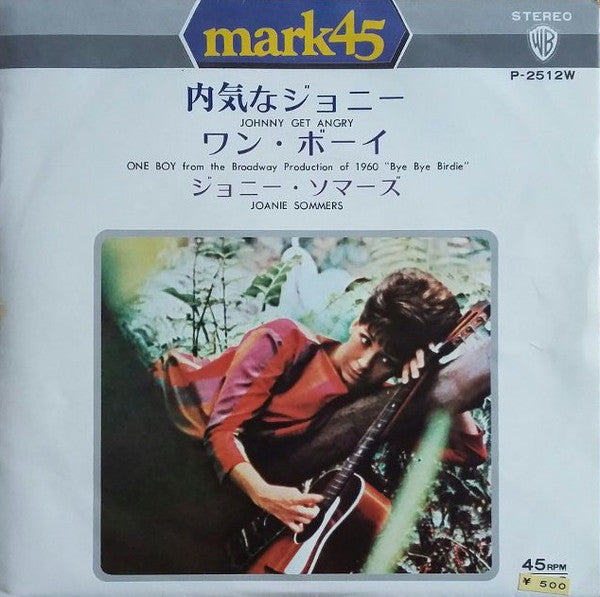 mark45
STEREO
WB
P-2512W
内気なジョニー
JOHNNY GET ANGRY
ワン・ボーイ
ONE BOY from the Broadway Production of 1960 "Bye Bye Birdie"
ジョニー・ソマーズ
JOANIE SOMMERS
45RPM
¥ 500